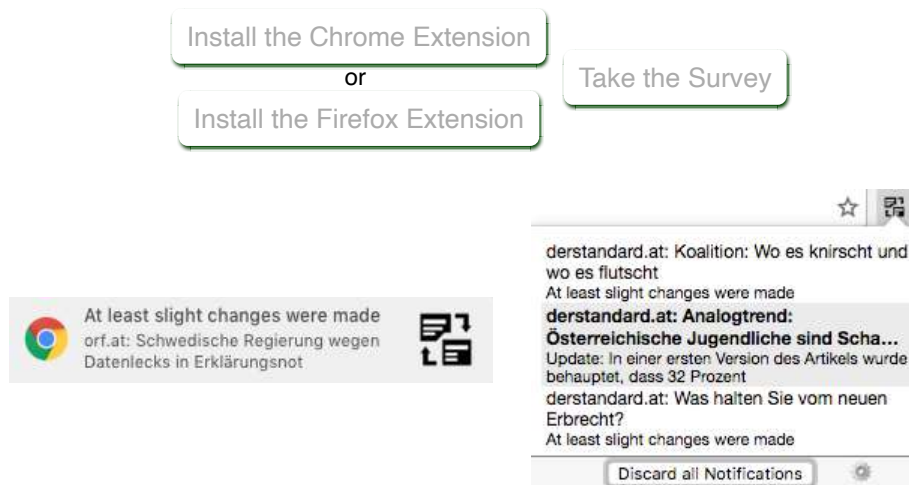 Install the Chrome Extension
or
Install the Firefox Extension
Take the Survey
At least slight changes were made
orf.at: Schwedische Regierung wegen
Datenlecks in Erklärungsnot
derstandard.at: Koalition: Wo es knirscht und
wo es flutscht
At least slight changes were made
derstandard.at: Analogtrend:
Österreichische Jugendliche sind Scha...
Update: In einer ersten Version des Artikels wurde
behauptet, dass 32 Prozent
derstandard.at: Was halten Sie vom neuen
Erbrecht?
At least slight changes were made
Discard all Notifications